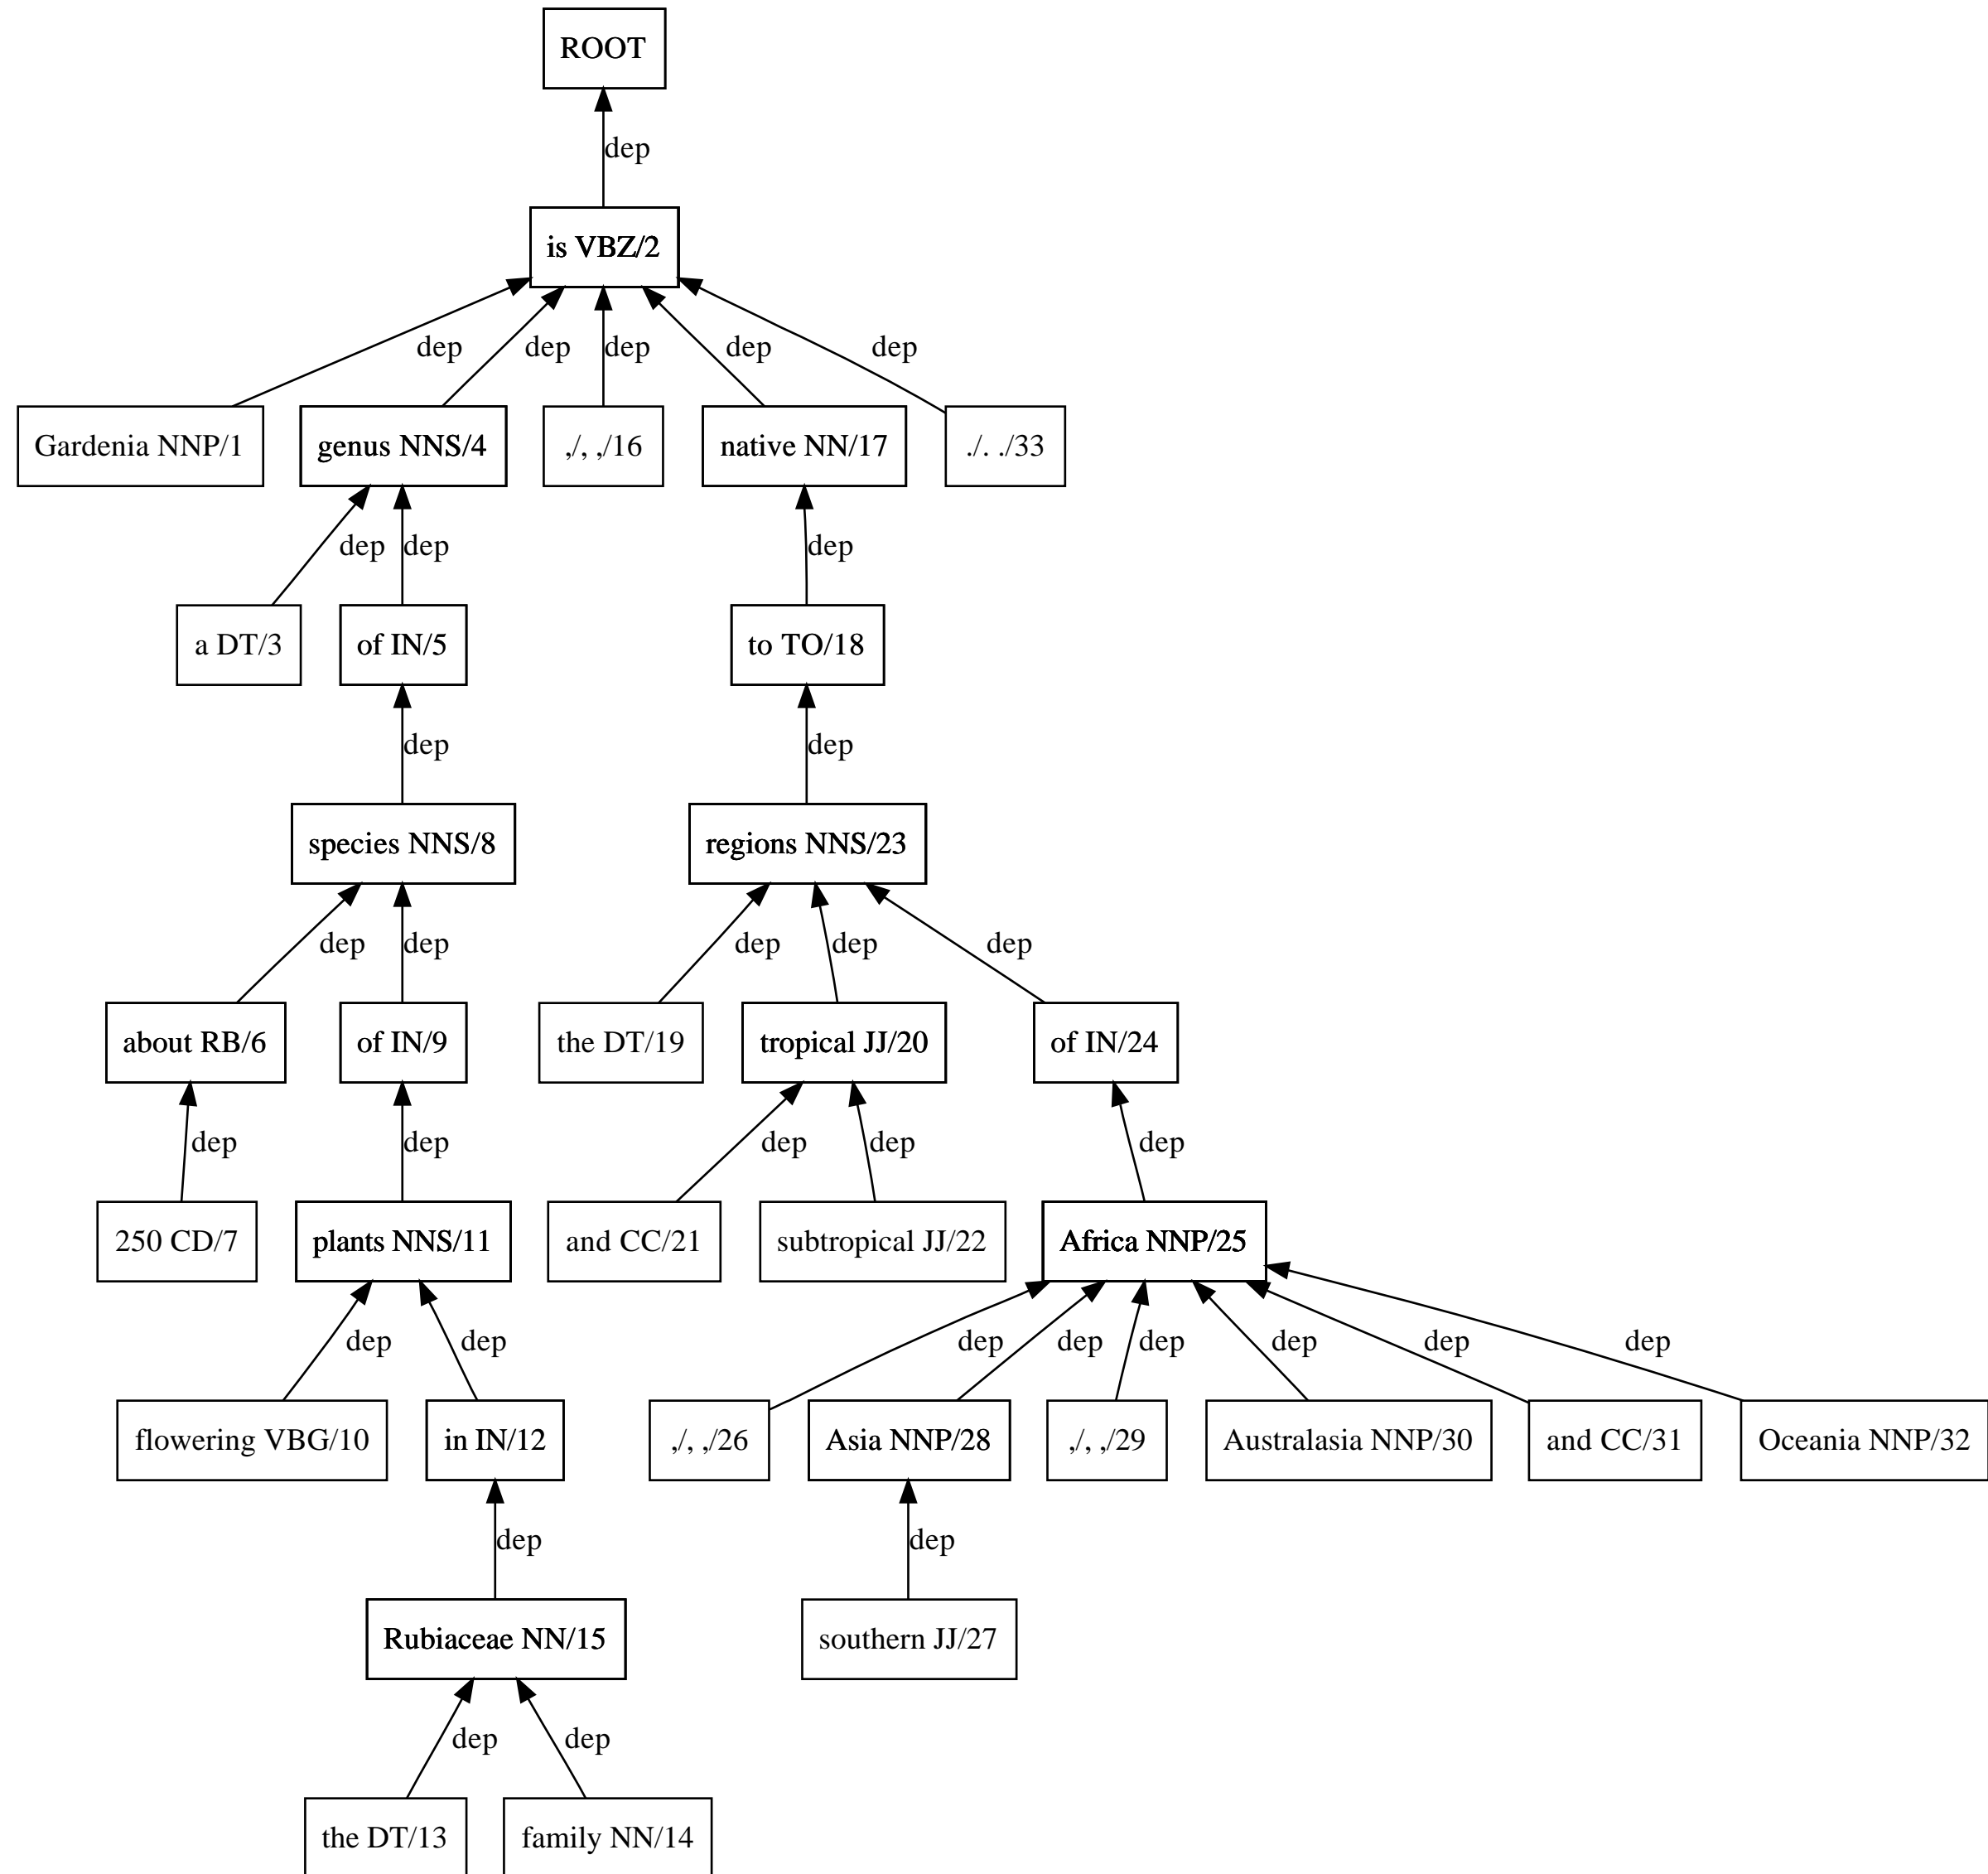 ROOT
dep
is VBZ/2
dep dep dep dep dep
Gardenia NNP/1 genus NNS/4 ,/, ,/16 native NN/17 ./. ./33
dep dep dep
a DT/3 of IN/5 to TO/18
dep dep
species NNS/8 regions NNS/23
dep dep dep dep dep
about RB/6 of IN/9 the DT/19 tropical JJ/20 of IN/24
dep dep dep dep dep
250 CD/7 plants NNS/11 and CC/21 subtropical JJ/22 Africa NNP/25
dep dep dep dep dep dep dep dep
flowering VBG/10 in IN/12 ,/, ,/26 Asia NNP/28 ,/, ,/29 Australasia NNP/30 and CC/31 Oceania NNP/32
dep dep
Rubiaceae NN/15 southern JJ/27
dep dep
the DT/13 family NN/14